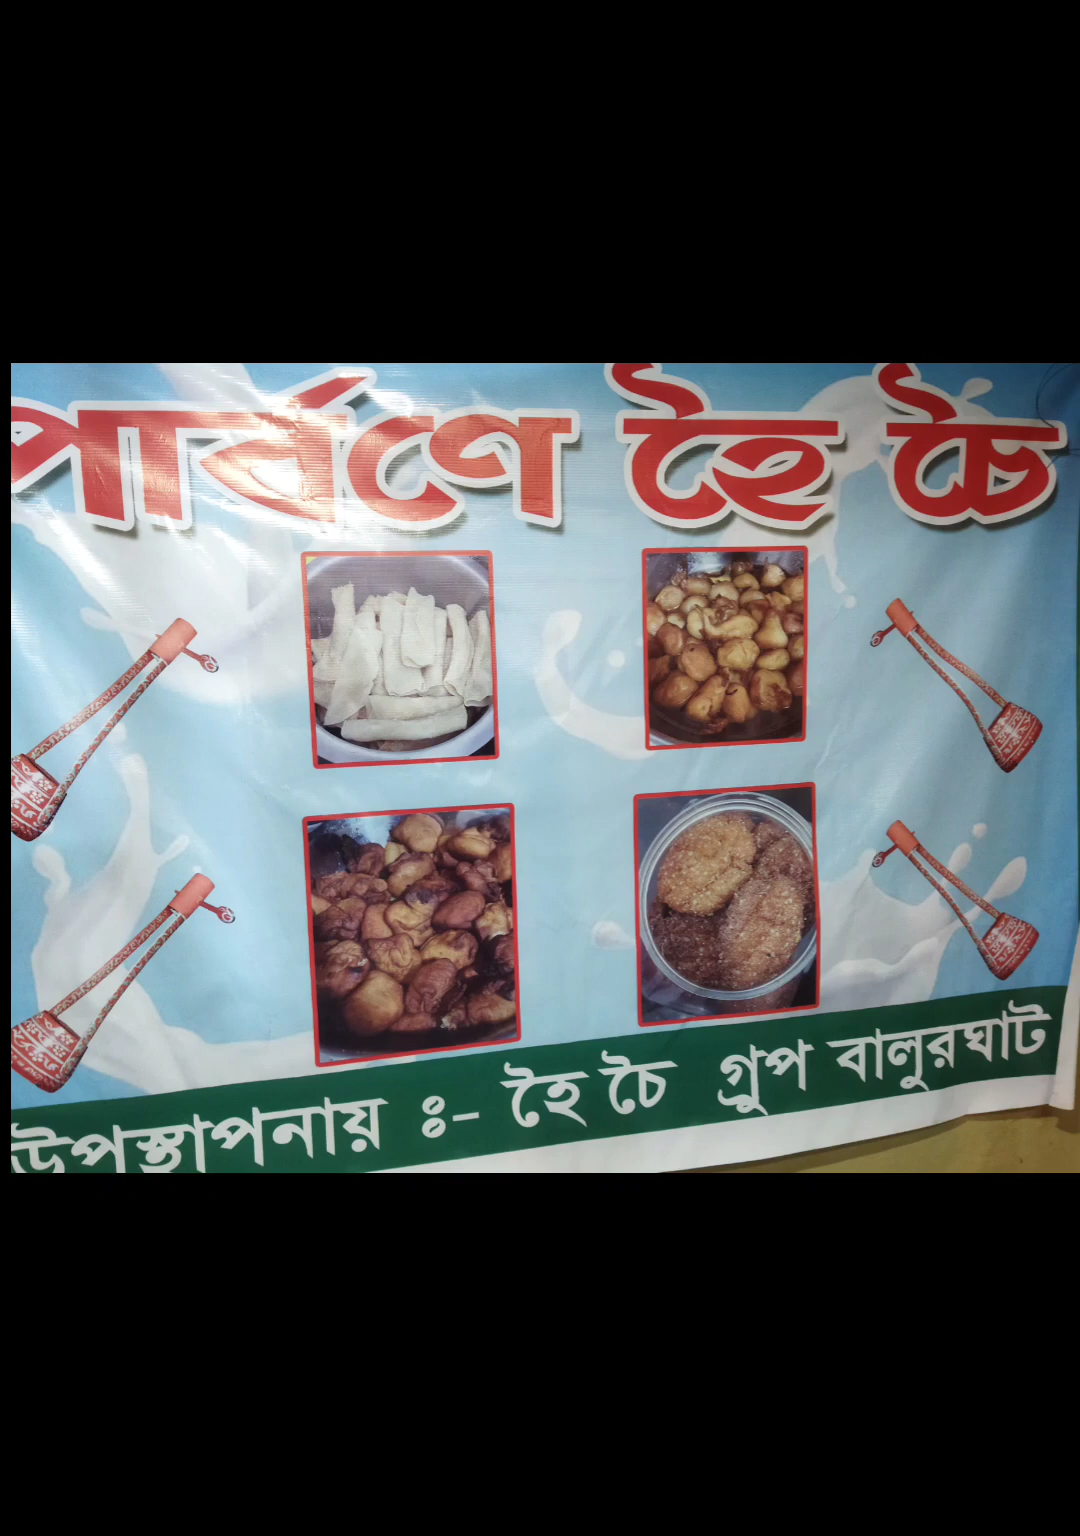 পার্বণে হৈ চৈ
উপস্তাপনায় ঃ- হৈ চৈ গ্রুপ বালুরঘাট